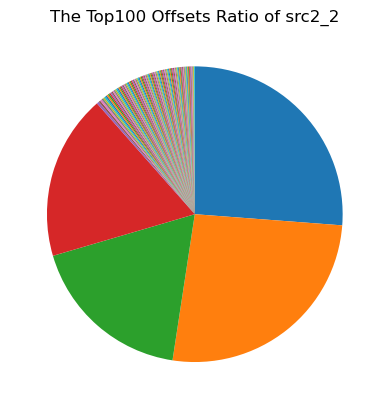 The Top100 Offsets Ratio of src2_2